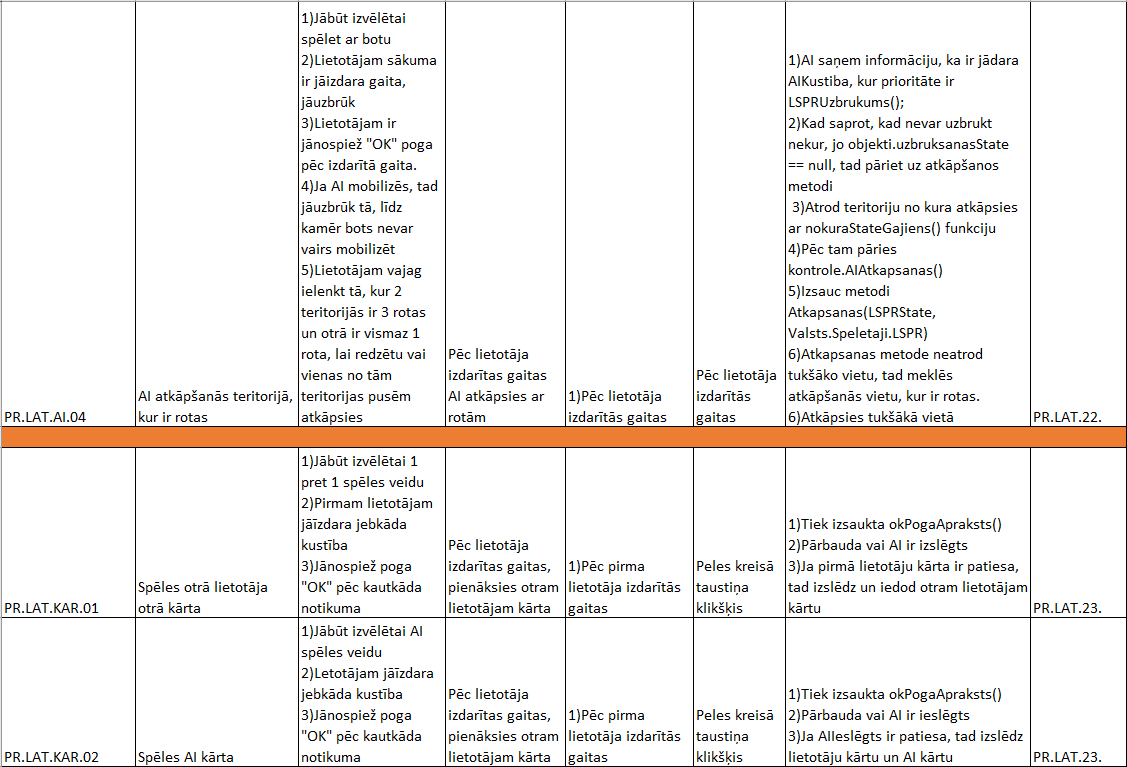 PR.LAT.AI.04
AI atkāpšanās teritorijā,
kur ir rotas
1)Jābūt izvēlētai
spēlet ar botu
2)Lietotājam sākuma
ir jāizdara gaita,
jāuzbrūk
3)Lietotājam ir
jānospiež "OK" poga
pēc izdarītā gaita.
4)Ja AI mobilizēs, tad
jāuzbrūk tā, līdz
kamēr bots nevar
vairs mobilizēt
5)Lietotājam vajag
ielenkt tā, kur 2
teritorijās ir 3 rotas
un otrā ir vismaz 1
rota, lai redzētu vai
vienas no tām
teritorijas pusēm
atkāpsies
Pēc lietotāja
izdarītas gaitas
AI atkāpsies ar
rotām
1)Pēc lietotāja
izdarītās gaitas
Pēc lietotāja
izdarītās
gaitas
1)AI saņem informāciju, ka ir jādara
AIKustiba, kur prioritāte ir
LSPRUzbrukums();
2)Kad saprot, kad nevar uzbrukt
nekur, jo objekti.uzbruksanasState
== null, tad pāriet uz atkāpšanos
metodi
3)Atrod teritoriju no kura atkāpsies
ar nokuraStateGajiens() funkciju
4)Pēc tam pāries
kontrole.AIAtkapsanas()
5)Izsauc metodi
Atkapsanas(LSPRState,
Valsts.Speletaji.LSPR)
6)Atkapsanas metode neatrod
tukšāko vietu, tad meklēs
atkāpšanās vietu, kur ir rotas.
6)Atkāpsies tukšākā vietā
PR.LAT.22.
PR.LAT.KAR.01
Spēles otrā lietotāja
otrā kārta
1)Jābūt izvēlētai 1
pret 1 spēles veidu
2)Pirmam lietotājam
jāīzdara jebkāda
kustība
3)Jānospiež poga
"OK" pēc kautkāda
notikuma
Pēc lietotāja
izdarītas gaitas,
pienāksies otram
lietotājam kārta
1)Pēc pirma
lietotāja izdarītās
gaitas
Peles kreisā
taustiņa
klikšķis
1)Tiek izsaukta okPogaApraksts()
2)Pārbauda vai AI ir izslēgts
3)Ja pirmā lietotāju kārta ir patiesa,
tad izslēdz un iedod otram lietotājam
kārtu
PR.LAT.23.
PR.LAT.KAR.02
Spēles AI kārta
1)Jābūt izvēlētai AI
spēles veidu
2)Letotājam jāīzdara
jebkāda kustība
3)Jānospiež poga
"OK" pēc kautkāda
notikuma
Pēc lietotāja
izdarītas gaitas,
pienāksies otram
lietotājam kārta
1)Pēc pirma
lietotāja izdarītās
gaitas
Peles kreisā
taustiņa
klikšķis
1)Tiek izsaukta okPogaApraksts()
2)Pārbauda vai AI ir ieslēgts
3)Ja AIIeslēgts ir patiesa, tad izslēdz
lietotāju kārtu un AI kārtu
PR.LAT.23.